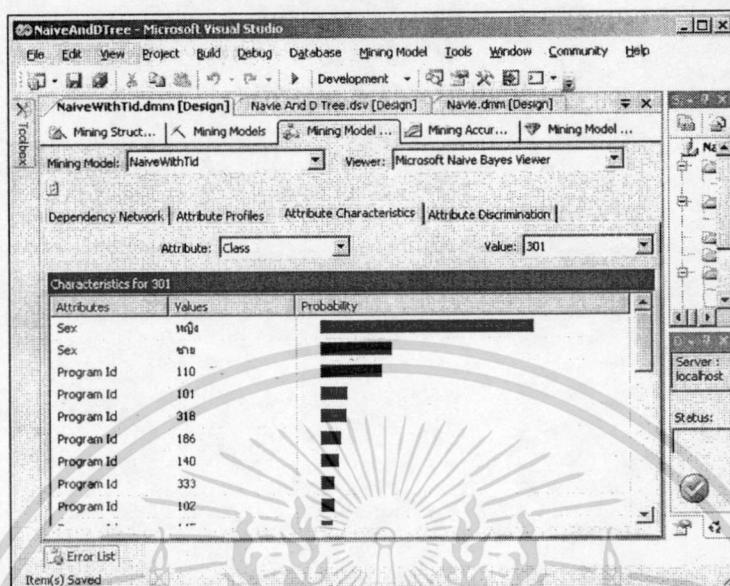 NaiveAndDTree - Microsoft Visual Studio
File Edit View Project Build Debug Database Mining Model Tools Window Community Help
Development
NaiveWithTid.dmm [Design] Navie And D Tree.dsv [Design] Navie.dmm [Design]
Toolbox
Mining Struct... Mining Models Mining Model ... Mining Accur... Mining Model ...
Mining Model: NaiveWithTid Viewer: Microsoft Naive Bayes Viewer
Dependency Network Attribute Profiles Attribute Characteristics Attribute Discrimination
Attribute: Class Value: 301
Characteristics for 301
Attributes Values Probability
Sex หญิง
Sex ชาย
Program Id 110
Program Id 101
Program Id 318
Program Id 186
Program Id 140
Program Id 333
Program Id 102
Server :
localhost
Status:
Error List
Item(s) Saved